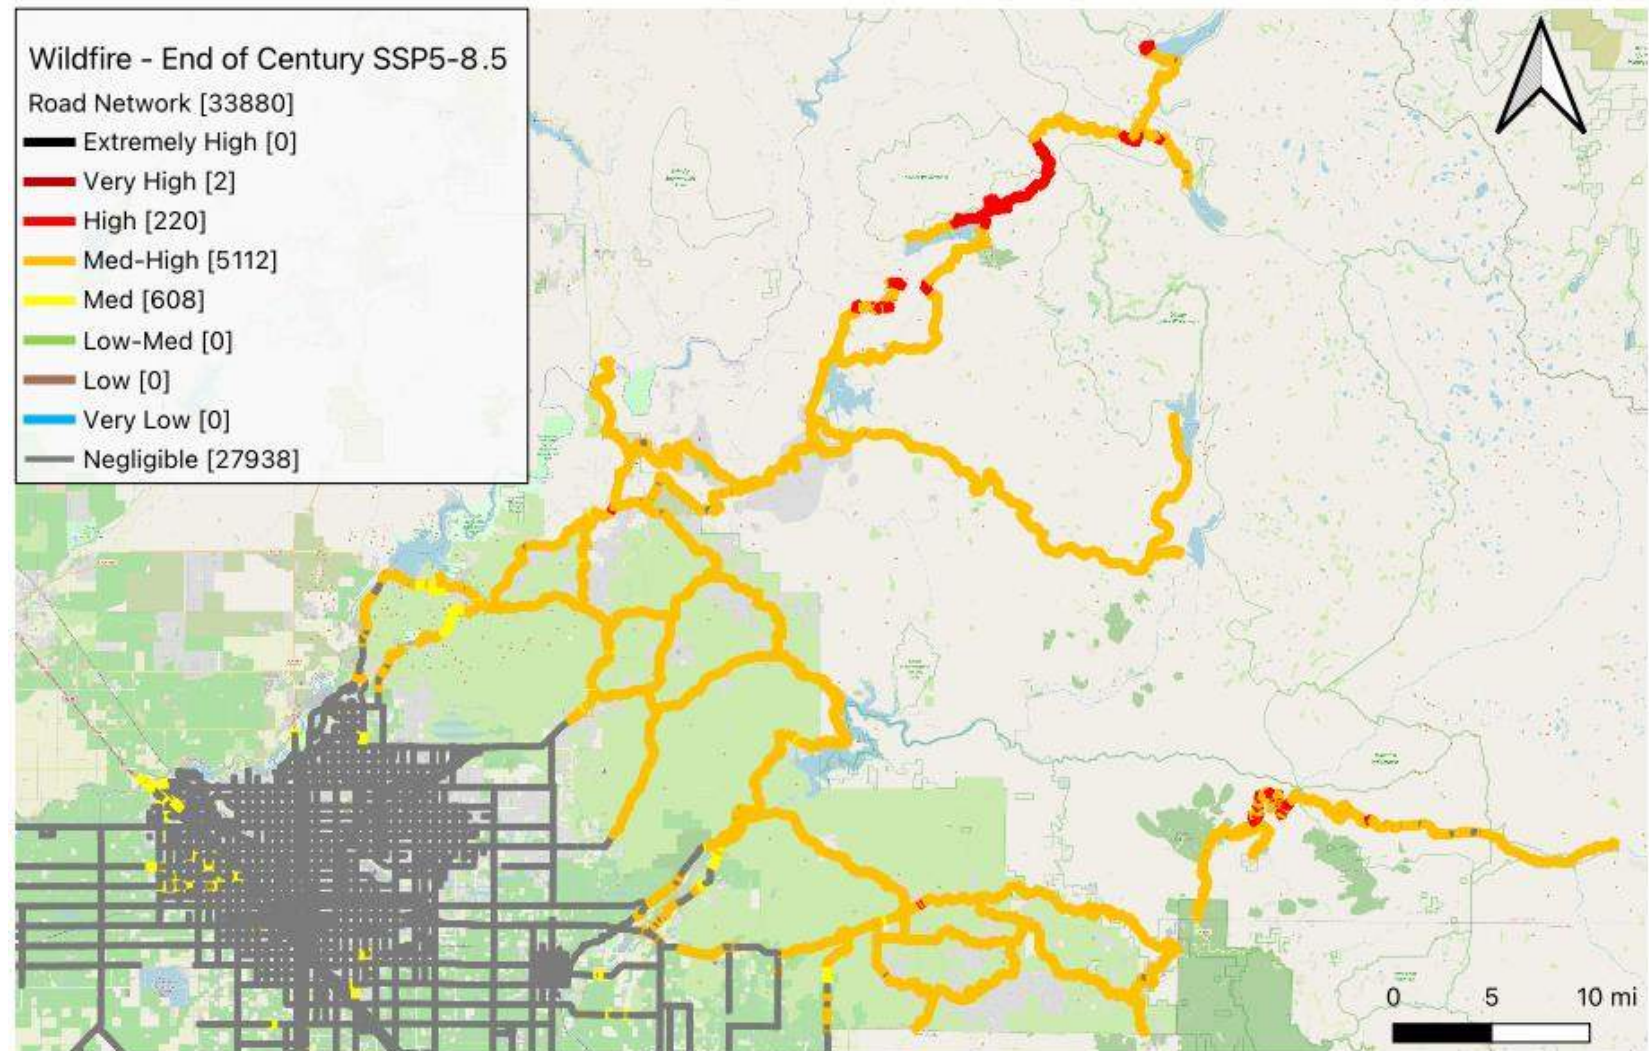 Wildfire - End of Century SSP5-8.5
Road Network [33880]
Extremely High [0]
Very High [2]
High [220]
Med-High [5112]
Med [608]
Low-Med [0]
Low [0]
Very Low [0]
Negligible [27938]
0 5 10 mi